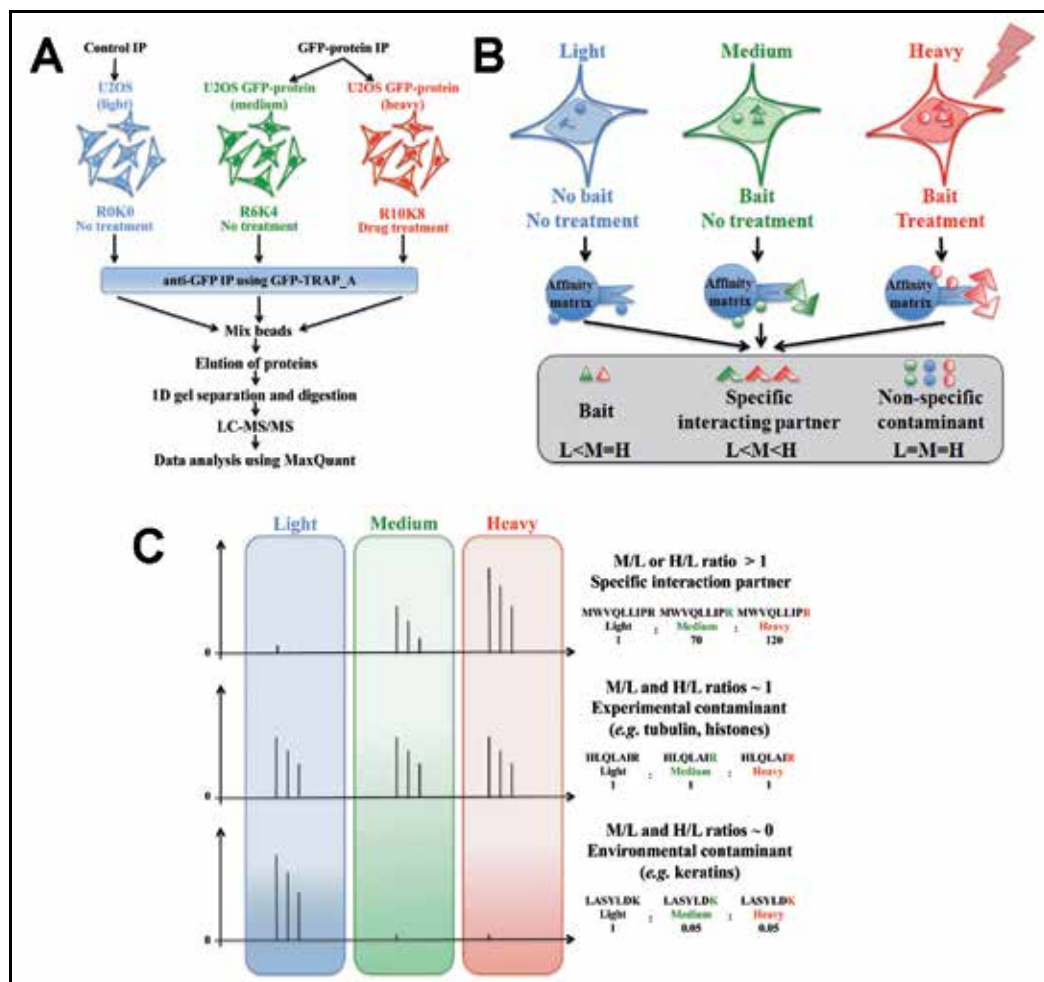 A
Control IP
GFP-protein IP
U2OS
(light)
U2OS GFP-protein
(medium)
U2OS GFP-protein
(heavy)
R0K0
No treatment
R6K4
No treatment
R10K8
Drug treatment
anti-GFP IP using GFP-TRAP_A
Mix beads
Elution of proteins
1D gel separation and digestion
LC-MS/MS
Data analysis using MaxQuant
B
Light
Medium
Heavy
No bait
No treatment
Bait
No treatment
Bait
Treatment
Affinity
matrix
Affinity
matrix
Affinity
matrix
Bait
L<M=H
Specific
interacting partner
L<M<H
Non-specific
contaminant
L=M=H
C
Light
Medium
Heavy
0
M/L or H/L ratio > 1
Specific interaction partner
MWVQLLIPR MWVQLLIPR MWVQLLIPR
Light : Medium : Heavy
1 70 120
0
M/L and H/L ratios ~ 1
Experimental contaminant
(e.g. tubulin, histones)
HLQLAIR HLQLAIR HLQLAIR
Light : Medium : Heavy
1 1 1
0
M/L and H/L ratios ~ 0
Environmental contaminant
(e.g. keratins)
LASYLDK LASYLDK LASYLDK
Light : Medium : Heavy
1 0.05 0.05